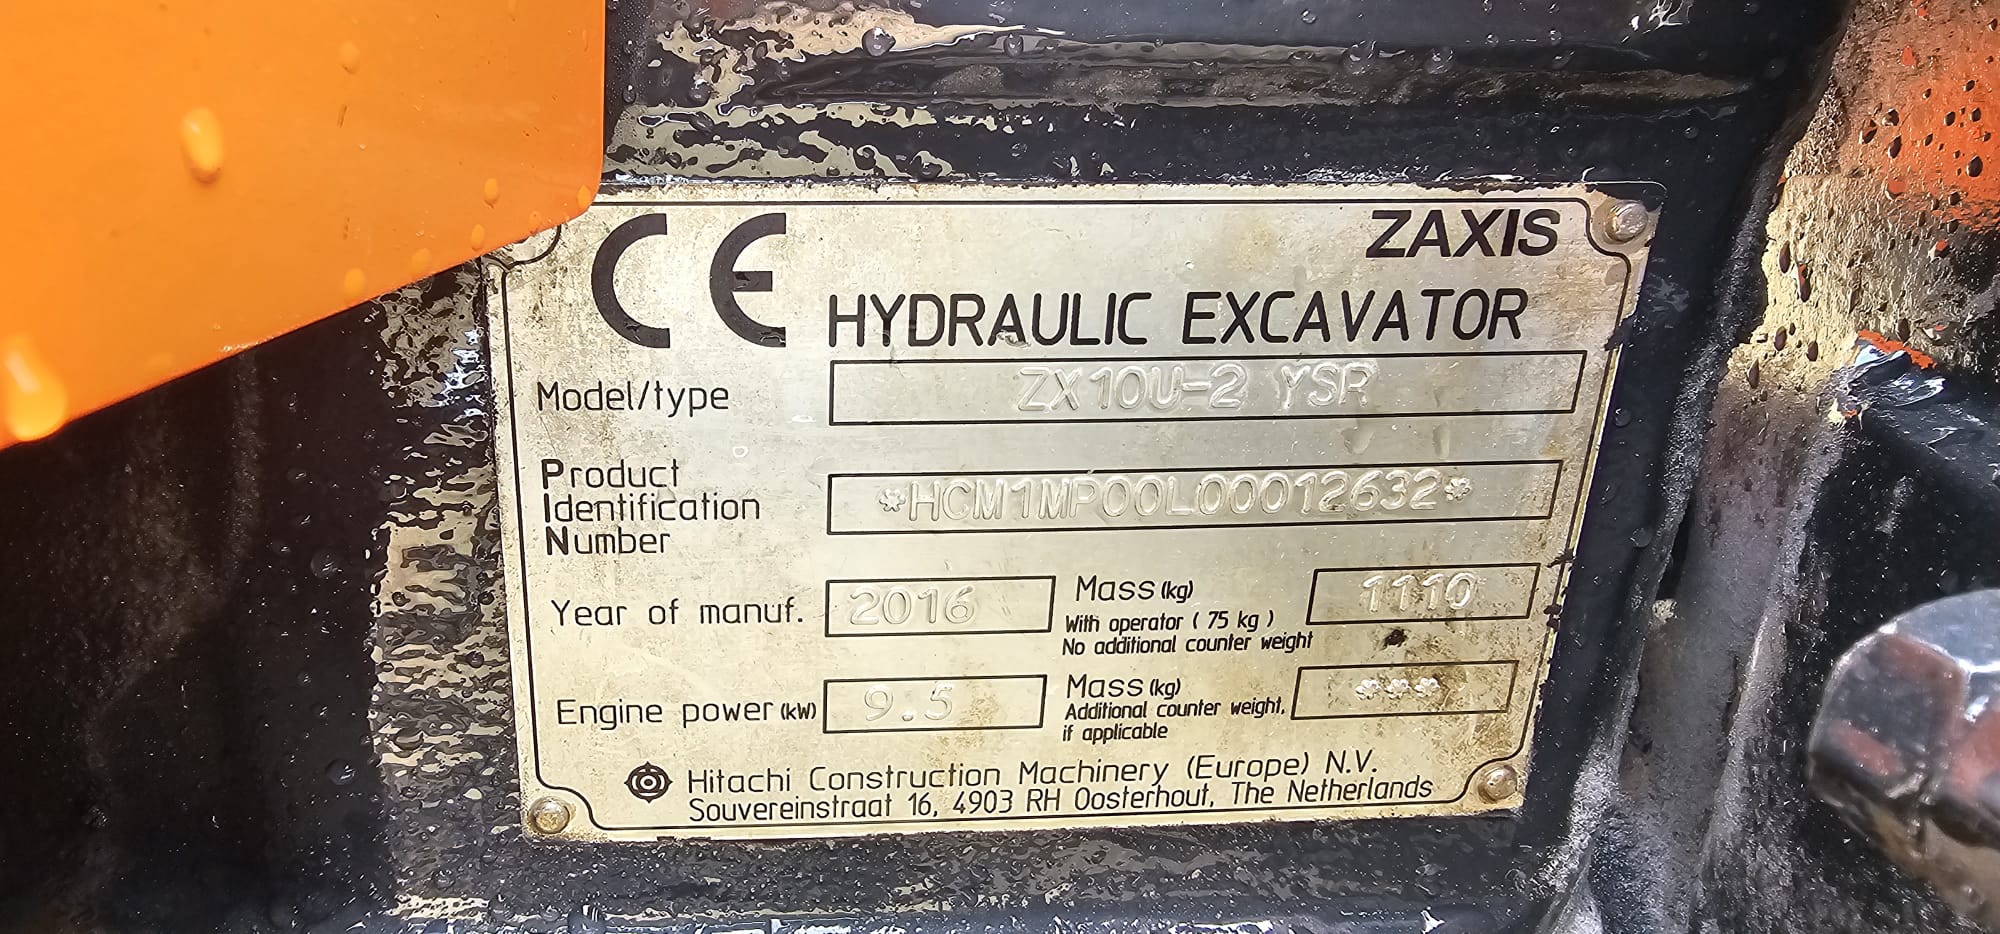 CE
ZAXIS
HYDRAULIC EXCAVATOR
Model/type ZX10U-2 YSR
Product Identification Number *HCM1MP00L00012632*
Year of manuf. 2016
Mass (kg) 1110
With operator ( 75 kg )
No additional counter weight
Engine power (kW) 9.5
Mass (kg) ***
Additional counter weight,
if applicable
Hitachi Construction Machinery (Europe) N.V.
Souvereinstraat 16, 4903 RH Oosterhout, The Netherlands